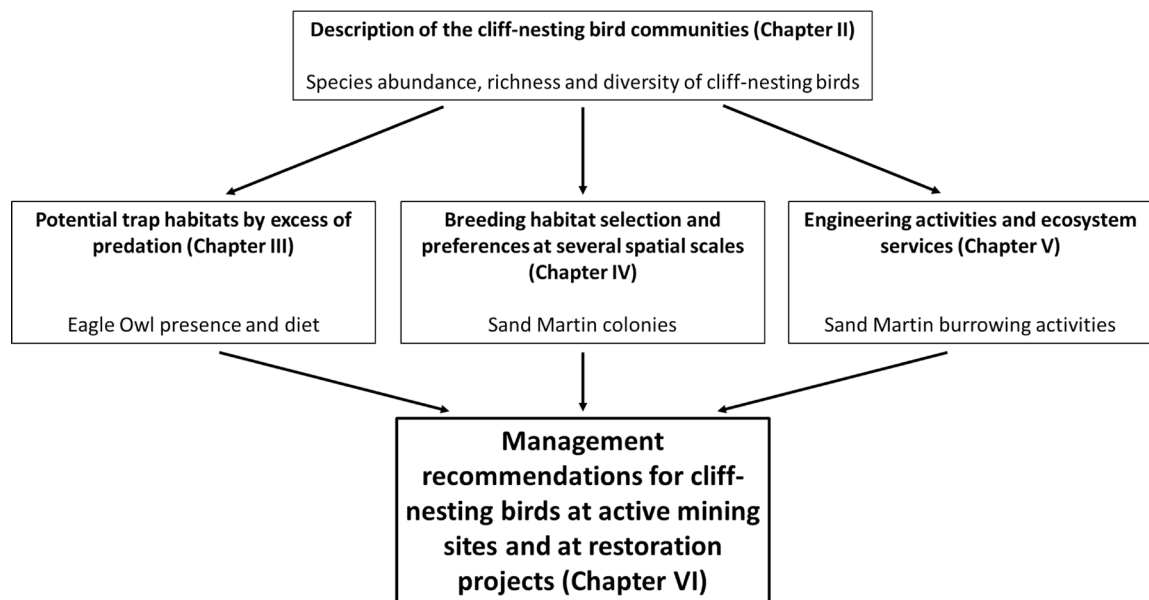 Description of the cliff-nesting bird communities (Chapter II)
Species abundance, richness and diversity of cliff-nesting birds
Potential trap habitats by excess of
predation (Chapter III)
Eagle Owl presence and diet
Breeding habitat selection and
preferences at several spatial scales
(Chapter IV)
Sand Martin colonies
Engineering activities and ecosystem
services (Chapter V)
Sand Martin burrowing activities
Management
recommendations for cliff-
nesting birds at active mining
sites and at restoration
projects (Chapter VI)